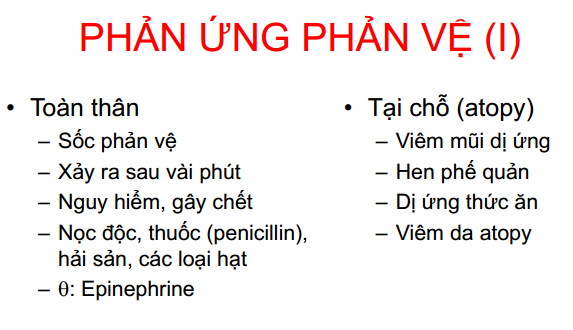 PHẢN ỨNG PHẢN VỆ (I)
• Toàn thân
– Sốc phản vệ
– Xảy ra sau vài phút
– Nguy hiểm, gây chết
– Nọc độc, thuốc (penicillin),
hải sản, các loại hạt
– θ: Epinephrine
• Tại chỗ (atopy)
– Viêm mũi dị ứng
– Hen phế quản
– Dị ứng thức ăn
– Viêm da atopy